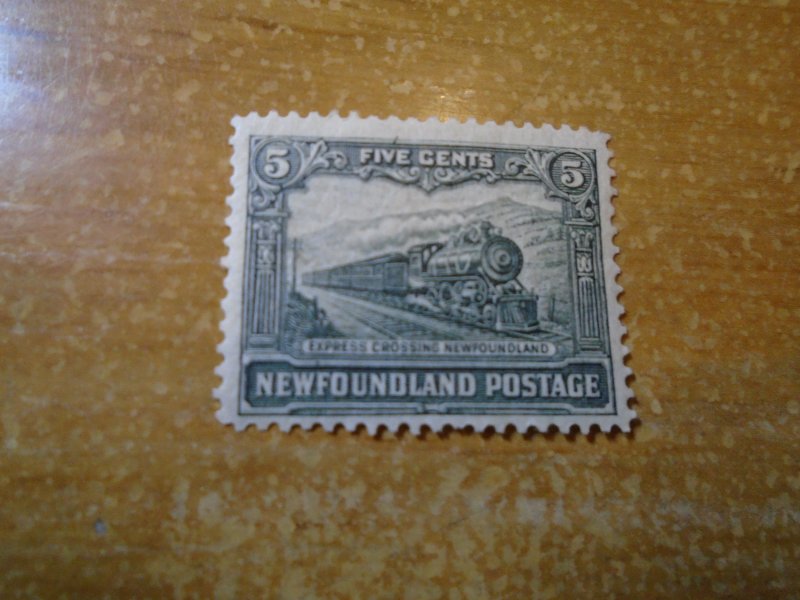 5 FIVE CENTS 5
EXPRESS CROSSING NEWFOUNDLAND
NEWFOUNDLAND POSTAGE